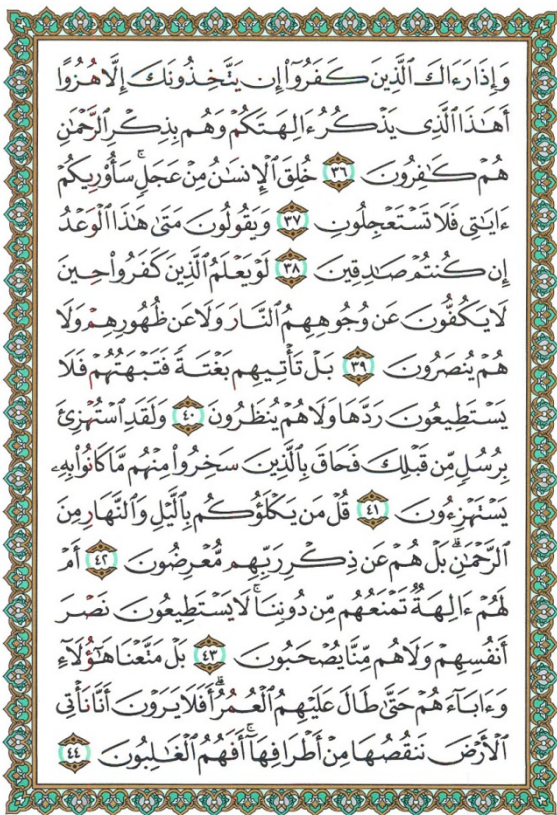 وَإِذَا رَءَاكَ ٱلَّذِينَ كَفَرُوٓا۟ إِن يَتَّخِذُونَكَ إِلَّا هُزُوًا
أَهَٰذَا ٱلَّذِى يَذْكُرُ ءَالِهَتَكُمْ وَهُم بِذِكْرِ ٱلرَّحْمَٰنِ
هُمْ كَٰفِرُونَ ٣٦ خُلِقَ ٱلْإِنسَٰنُ مِنْ عَجَلٍ ۚ سَأُو۟رِيكُمْ
ءَايَٰتِى فَلَا تَسْتَعْجِلُونِ ٣٧ وَيَقُولُونَ مَتَىٰ هَٰذَا ٱلْوَعْدُ
إِن كُنتُمْ صَٰدِقِينَ ٣٨ لَوْ يَعْلَمُ ٱلَّذِينَ كَفَرُوا۟ حِينَ
لَا يَكُفُّونَ عَن وُجُوهِهِمُ ٱلنَّارَ وَلَا عَن ظُهُورِهِمْ وَلَا
هُمْ يُنصَرُونَ ٣٩ بَلْ تَأْتِيهِم بَغْتَةً فَتَبْهَتُهُمْ فَلَا
يَسْتَطِيعُونَ رَدَّهَا وَلَا هُمْ يُنظَرُونَ ٤٠ وَلَقَدِ ٱسْتُهْزِئَ
بِرُسُلٍ مِّن قَبْلِكَ فَحَاقَ بِٱلَّذِينَ سَخِرُوا۟ مِنْهُم مَّا كَانُوا۟ بِهِۦ
يَسْتَهْزِءُونَ ٤١ قُلْ مَن يَكْلَؤُكُم بِٱلَّيْلِ وَٱلنَّهَارِ مِنَ
ٱلرَّحْمَٰنِ ۗ بَلْ هُمْ عَن ذِكْرِ رَبِّهِم مُّعْرِضُونَ ٤٢ أَمْ
لَهُمْ ءَالِهَةٌ تَمْنَعُهُم مِّن دُونِنَا ۚ لَا يَسْتَطِيعُونَ نَصْرَ
أَنفُسِهِمْ وَلَا هُم مِّنَّا يُصْحَبُونَ ٤٣ بَلْ مَتَّعْنَا هَٰٓؤُلَآءِ
وَءَابَآءَهُمْ حَتَّىٰ طَالَ عَلَيْهِمُ ٱلْعُمُرُ ۗ أَفَلَا يَرَوْنَ أَنَّا نَأْتِى
ٱلْأَرْضَ نَنقُصُهَا مِنْ أَطْرَافِهَآ ۚ أَفَهُمُ ٱلْغَٰلِبُونَ ٤٤